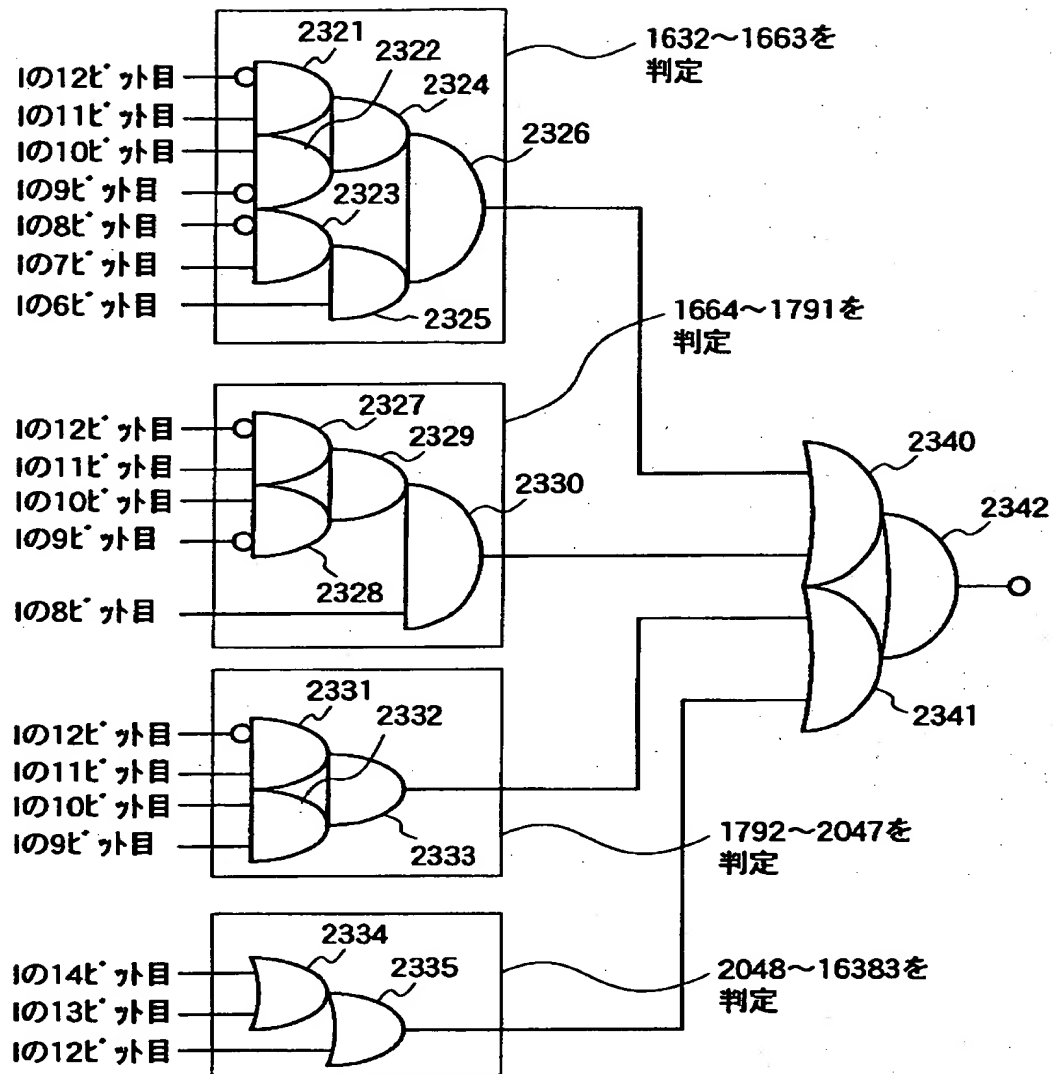 2321
2322
1632～1663を
判定
Iの12ビット目
2324
Iの11ビット目
2326
Iの10ビット目
Iの9ビット目
2323
Iの8ビット目
Iの7ビット目
Iの6ビット目
2325
1664～1791を
判定
2327
Iの12ビット目
2329
Iの11ビット目
2330
2340
Iの10ビット目
2342
Iの9ビット目
2328
Iの8ビット目
2331
2332
2341
Iの12ビット目
Iの11ビット目
Iの10ビット目
1792～2047を
判定
Iの9ビット目
2333
2334
2335
Iの14ビット目
2048～16383を
判定
Iの13ビット目
Iの12ビット目